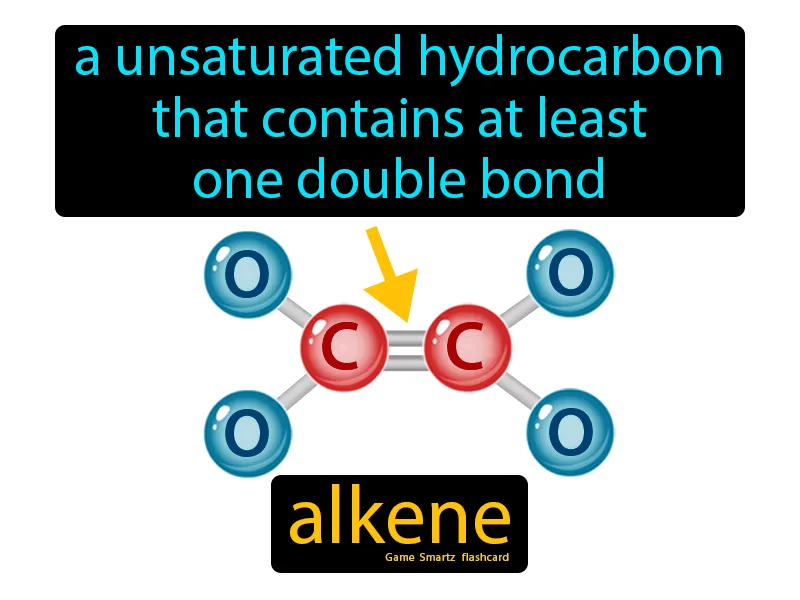 a unsaturated hydrocarbon
that contains at least
one double bond
O O
C C
O O
alkene
Game Smartz flashcard